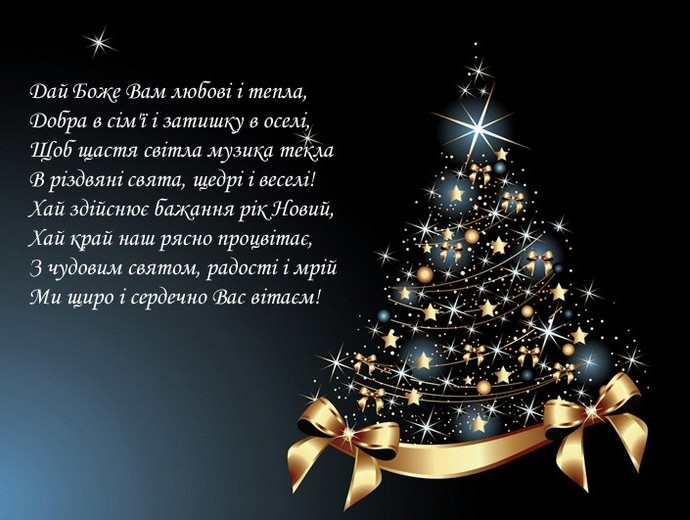 Дай Боже Вам любові і тепла,
Добра в сім'ї і затишку в оселі,
Щоб щастя світла музика текла
В різдвяні свята, щедрі і веселі!
Хай здійснює бажання рік Новий,
Хай край наш рясно процвітає,
З чудовим святом, радості і мрій
Ми щиро і сердечно Вас вітаєм!